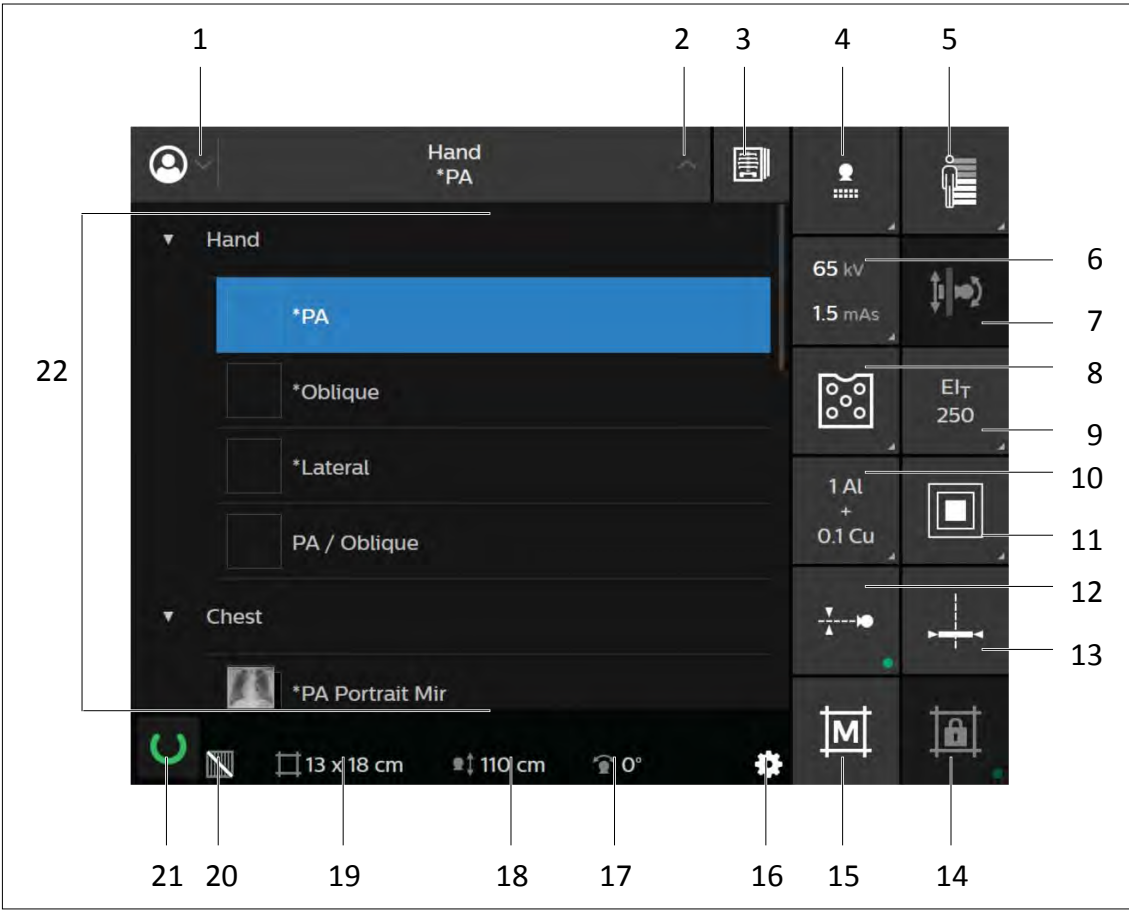 1 2 3 4 5
Hand
*PA
Hand
*PA
*Oblique
*Lateral
PA / Oblique
Chest
*PA Portrait Mir
65 kV
1.5 mAs
EI_T
250
1 Al
+
0.1 Cu
M
13 x 18 cm 110 cm 0°
6
7
8
9
10
11
12
13
22
21 20 19 18 17 16 15 14